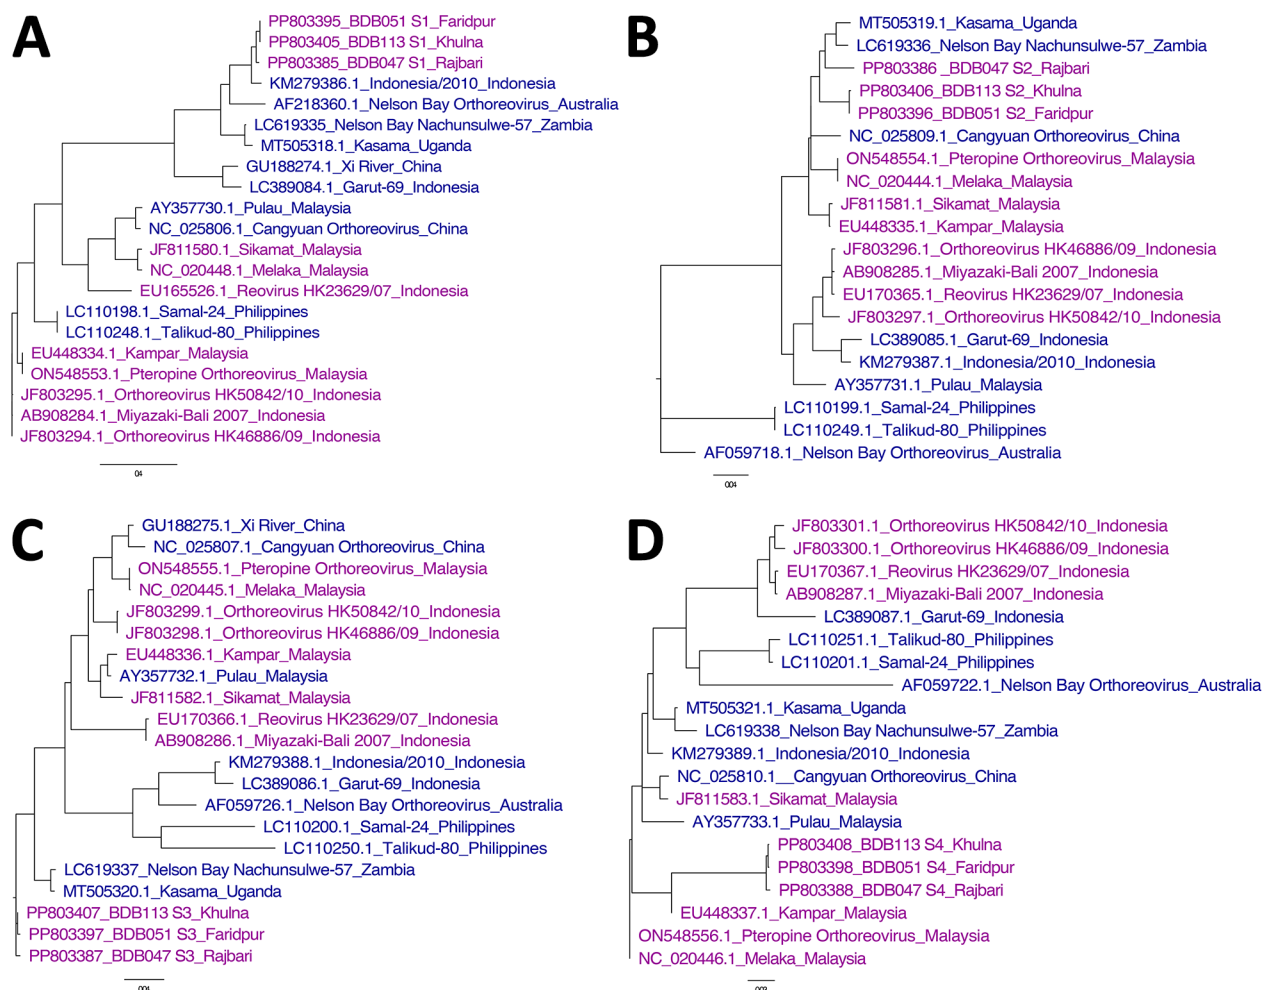 A
PP803395_BDB051 S1_Faridpur
PP803405_BDB113 S1_Khulna
PP803385_BDB047 S1_Rajbari
KM279386.1_Indonesia/2010_Indonesia
AF218360.1_Nelson Bay Orthoreovirus_Australia
LC619335_Nelson Bay Nachunsulwe-57_Zambia
MT505318.1_Kasama_Uganda
GU188274.1_Xi River_China
LC389084.1_Garut-69_Indonesia
AY357730.1_Pulau_Malaysia
NC_025806.1_Cangyuan Orthoreovirus_China
JF811580.1_Sikamat_Malaysia
NC_020448.1_Melaka_Malaysia
EU165526.1_Reovirus HK23629/07_Indonesia
LC110198.1_Samal-24_Philippines
LC110248.1_Talikud-80_Philippines
EU448334.1_Kampar_Malaysia
ON548553.1_Pteropine Orthoreovirus_Malaysia
JF803295.1_Orthoreovirus HK50842/10_Indonesia
AB908284.1_Miyazaki-Bali 2007_Indonesia
JF803294.1_Orthoreovirus HK46886/09_Indonesia
04
B
MT505319.1_Kasama_Uganda
LC619336_Nelson Bay Nachunsulwe-57_Zambia
PP803386 _BDB047 S2_Rajbari
PP803406_BDB113 S2_Khulna
PP803396_BDB051 S2_Faridpur
NC_025809.1_Cangyuan Orthoreovirus_China
ON548554.1_Pteropine Orthoreovirus_Malaysia
NC_020444.1_Melaka_Malaysia
JF811581.1_Sikamat_Malaysia
EU448335.1_Kampar_Malaysia
JF803296.1_Orthoreovirus HK46886/09_Indonesia
AB908285.1_Miyazaki-Bali 2007_Indonesia
EU170365.1_Reovirus HK23629/07_Indonesia
JF803297.1_Orthoreovirus HK50842/10_Indonesia
LC389085.1_Garut-69_Indonesia
KM279387.1_Indonesia/2010_Indonesia
AY357731.1_Pulau_Malaysia
LC110199.1_Samal-24_Philippines
LC110249.1_Talikud-80_Philippines
AF059718.1_Nelson Bay Orthoreovirus_Australia
004
C
GU188275.1_Xi River_China
NC_025807.1_Cangyuan Orthoreovirus_China
ON548555.1_Pteropine Orthoreovirus_Malaysia
NC_020445.1_Melaka_Malaysia
JF803299.1_Orthoreovirus HK50842/10_Indonesia
JF803298.1_Orthoreovirus HK46886/09_Indonesia
EU448336.1_Kampar_Malaysia
AY357732.1_Pulau_Malaysia
JF811582.1_Sikamat_Malaysia
EU170366.1_Reovirus HK23629/07_Indonesia
AB908286.1_Miyazaki-Bali 2007_Indonesia
KM279388.1_Indonesia/2010_Indonesia
LC389086.1_Garut-69_Indonesia
AF059726.1_Nelson Bay Orthoreovirus_Australia
LC110200.1_Samal-24_Philippines
LC110250.1_Talikud-80_Philippines
LC619337_Nelson Bay Nachunsulwe-57_Zambia
MT505320.1_Kasama_Uganda
PP803407_BDB113 S3_Khulna
PP803397_BDB051 S3_Faridpur
PP803387_BDB047 S3_Rajbari
D
JF803301.1_Orthoreovirus HK50842/10_Indonesia
JF803300.1_Orthoreovirus HK46886/09_Indonesia
EU170367.1_Reovirus HK23629/07_Indonesia
AB908287.1_Miyazaki-Bali 2007_Indonesia
LC389087.1_Garut-69_Indonesia
LC110251.1_Talikud-80_Philippines
LC110201.1_Samal-24_Philippines
AF059722.1_Nelson Bay Orthoreovirus_Australia
MT505321.1_Kasama_Uganda
LC619338_Nelson Bay Nachunsulwe-57_Zambia
KM279389.1_Indonesia/2010_Indonesia
NC_025810.1__Cangyuan Orthoreovirus_China
JF811583.1_Sikamat_Malaysia
AY357733.1_Pulau_Malaysia
PP803408_BDB113 S4_Khulna
PP803398_BDB051 S4_Faridpur
PP803388_BDB047 S4_Rajbari
EU448337.1_Kampar_Malaysia
ON548556.1_Pteropine Orthoreovirus_Malaysia
NC_020446.1_Melaka_Malaysia